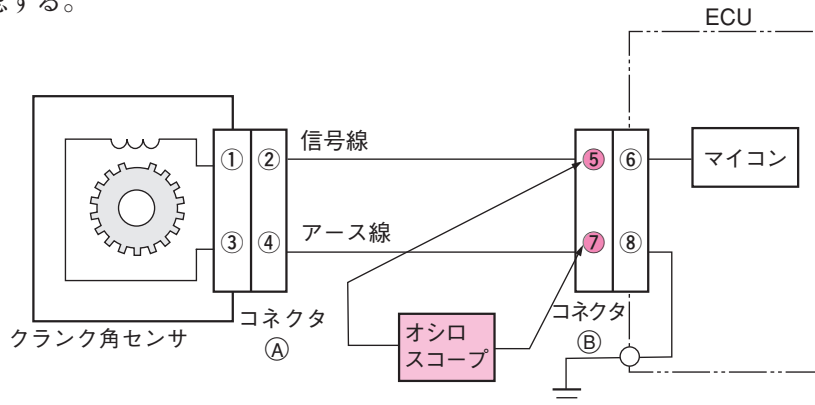 する。
ECU
信号線
① ② ⑤ ⑥
マイコン
アース線
③ ④ ⑦ ⑧
クランク角センサ
コネクタ
Ⓐ
オシロ
スコープ
コネクタ
Ⓑ